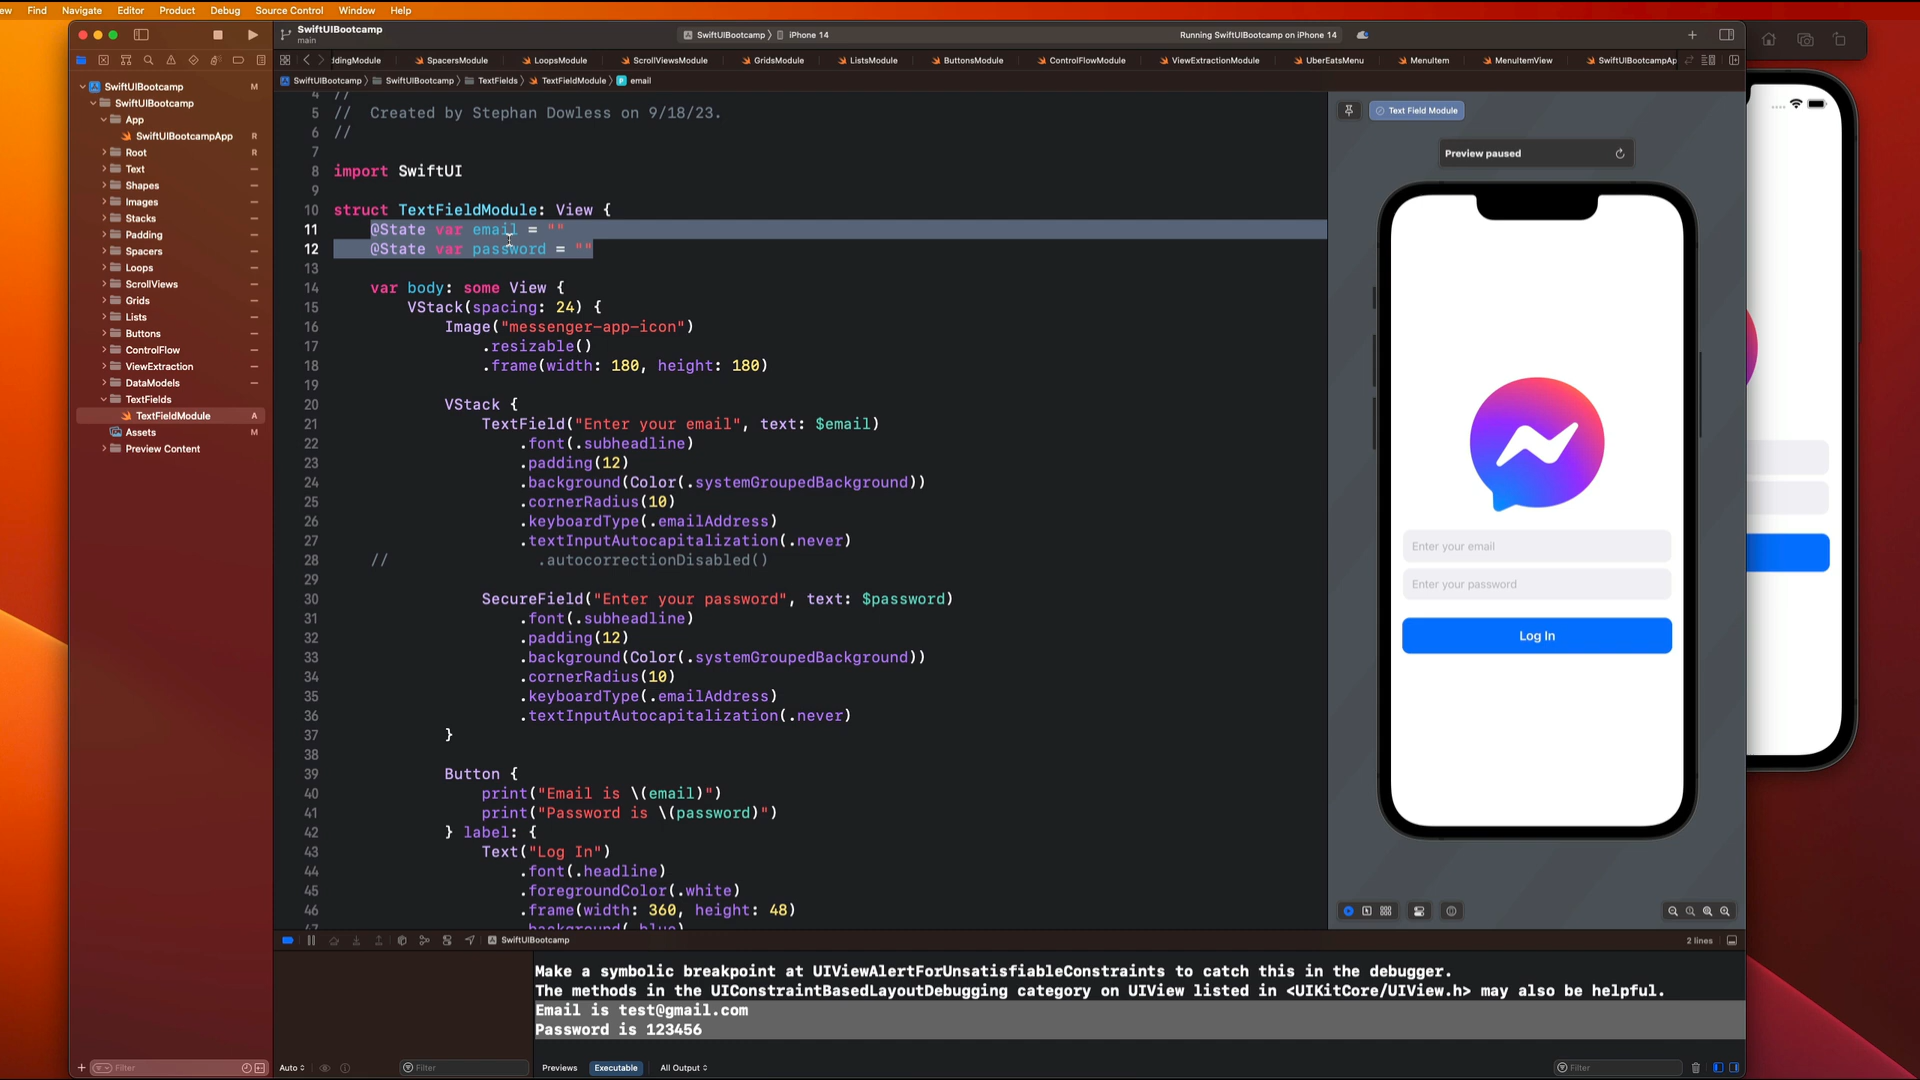 Find Navigate Editor Product Debug Source Control Window Help
SwiftUIBootcamp
main
SwiftUIBootcamp iPhone 14
Running SwiftUIBootcamp on iPhone 14
ddingModule SpacersModule LoopsModule ScrollViewsModule GridsModule ListsModule ButtonsModule ControlFlowModule ViewExtractionModule UberEatsMenu MenuItem MenuItemView SwiftUIBootcampAp
SwiftUIBootcamp SwiftUIBootcamp TextFields TextFieldModule email
SwiftUIBootcamp M
SwiftUIBootcamp
App
SwiftUIBootcampApp R
Root R
Text
Shapes
Images
Stacks
Padding
Spacers
Loops
ScrollViews
Grids
Lists
Buttons
ControlFlow
ViewExtraction
DataModels
TextFields
TextFieldModule A
Assets M
Preview Content
4 //
5 // Created by Stephan Dowless on 9/18/23.
6 //
7
8 import SwiftUI
9
10 struct TextFieldModule: View {
11 @State var email = ""
12 @State var password = ""
13
14 var body: some View {
15 VStack(spacing: 24) {
16 Image("messenger-app-icon")
17 .resizable()
18 .frame(width: 180, height: 180)
19
20 VStack {
21 TextField("Enter your email", text: $email)
22 .font(.subheadline)
23 .padding(12)
24 .background(Color(.systemGroupedBackground))
25 .cornerRadius(10)
26 .keyboardType(.emailAddress)
27 .textInputAutocapitalization(.never)
28 // .autocorrectionDisabled()
29
30 SecureField("Enter your password", text: $password)
31 .font(.subheadline)
32 .padding(12)
33 .background(Color(.systemGroupedBackground))
34 .cornerRadius(10)
35 .keyboardType(.emailAddress)
36 .textInputAutocapitalization(.never)
37 }
38
39 Button {
40 print("Email is \(email)")
41 print("Password is \(password)")
42 } label: {
43 Text("Log In")
44 .font(.headline)
45 .foregroundColor(.white)
46 .frame(width: 360, height: 48)
47 .background(.blue)
Text Field Module
Preview paused
Enter your email
Enter your password
Log In
SwiftUIBootcamp
2 lines
Make a symbolic breakpoint at UIViewAlertForUnsatisfiableConstraints to catch this in the debugger.
The methods in the UIConstraintBasedLayoutDebugging category on UIView listed in <UIKitCore/UIView.h> may also be helpful.
Email is test@gmail.com
Password is 123456
Filter
Auto
Filter
Previews Executable All Output
Filter